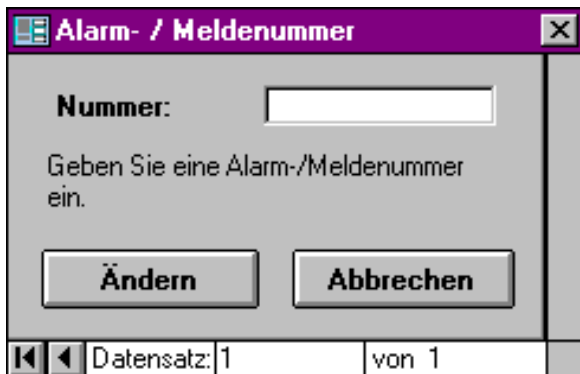 Alarm- / Meldenummer
Nummer:
Geben Sie eine Alarm-/Meldenummer
ein.
Ändern Abbrechen
Datensatz: 1 von 1